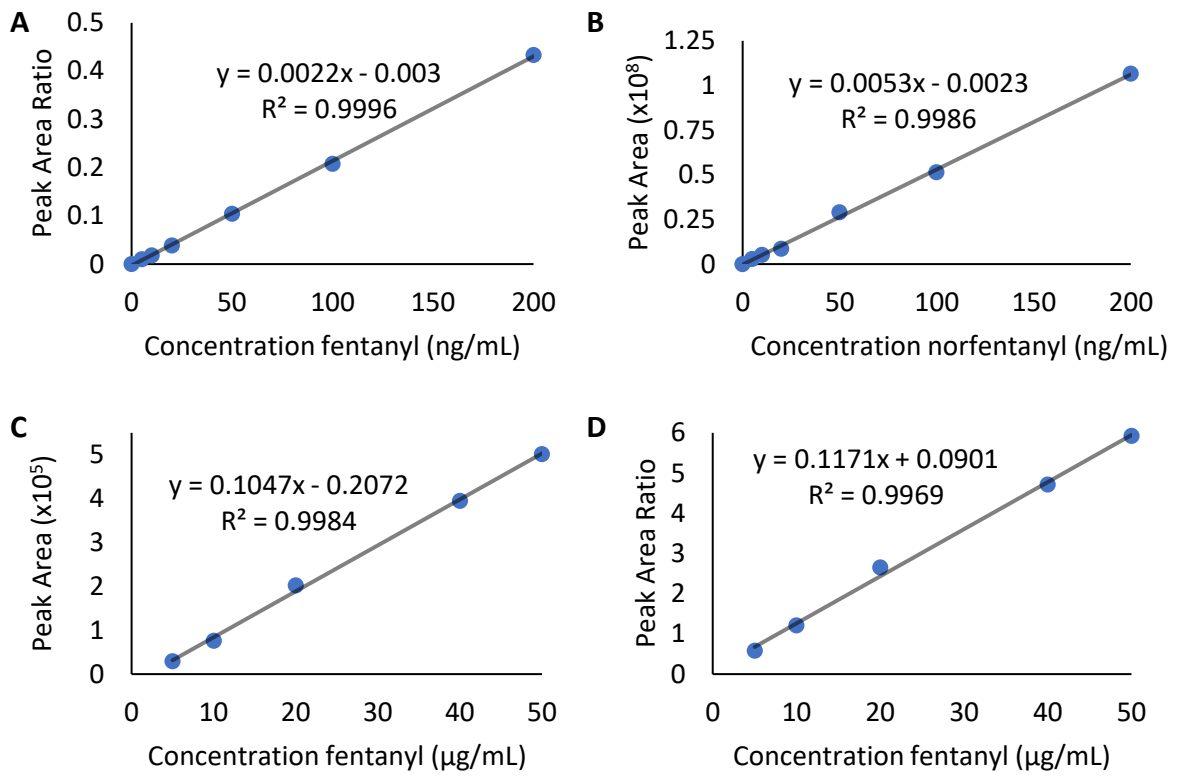 A
0.5
0.4
0.3
0.2
0.1
0
Peak Area Ratio
y = 0.0022x - 0.003
R² = 0.9996
0 50 100 150 200
Concentration fentanyl (ng/mL)
B
1.25
1
0.75
0.5
0.25
0
Peak Area (x10⁸)
y = 0.0053x - 0.0023
R² = 0.9986
0 50 100 150 200
Concentration norfentanyl (ng/mL)
C
5
4
3
2
1
0
Peak Area (x10⁵)
y = 0.1047x - 0.2072
R² = 0.9984
0 10 20 30 40 50
Concentration fentanyl (µg/mL)
D
6
5
4
3
2
1
0
Peak Area Ratio
y = 0.1171x + 0.0901
R² = 0.9969
0 10 20 30 40 50
Concentration fentanyl (µg/mL)